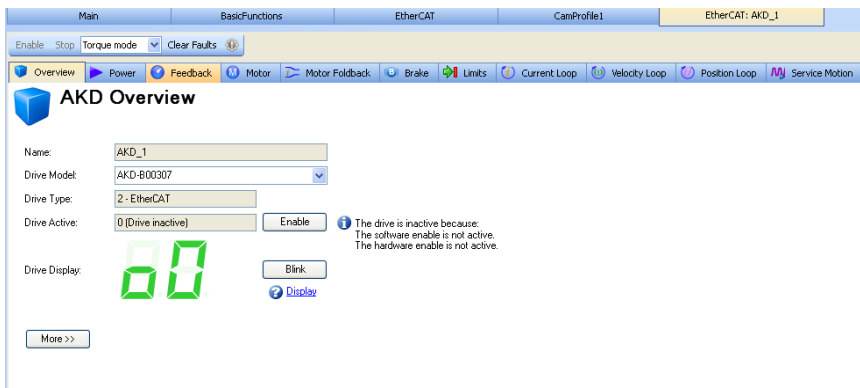 Main BasicFunctions EtherCAT CamProfile1 EtherCAT: AKD_1
Enable Stop Torque mode Clear Faults
Overview Power Feedback Motor Motor Foldback Brake Limits Current Loop Velocity Loop Position Loop Service Motion
AKD Overview
Name: AKD_1
Drive Model: AKD-B00307
Drive Type: 2 - EtherCAT
Drive Active: 0 (Drive inactive) Enable The drive is inactive because:
The software enable is not active.
The hardware enable is not active.
Drive Display: o0 Blink
Display
More >>